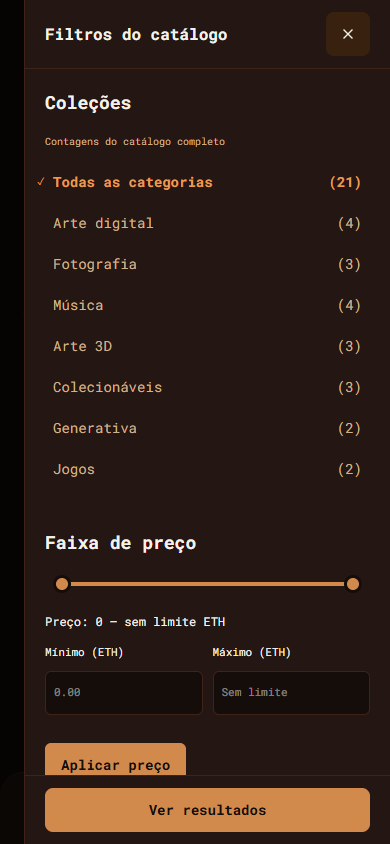 Filtros do catálogo
Coleções
Contagens do catálogo completo
✓ Todas as categorias (21)
Arte digital (4)
Fotografia (3)
Música (4)
Arte 3D (3)
Colecionáveis (3)
Generativa (2)
Jogos (2)
Faixa de preço
Preço: 0 — sem limite ETH
Mínimo (ETH) Máximo (ETH)
0.00 Sem limite
Aplicar preço
Ver resultados